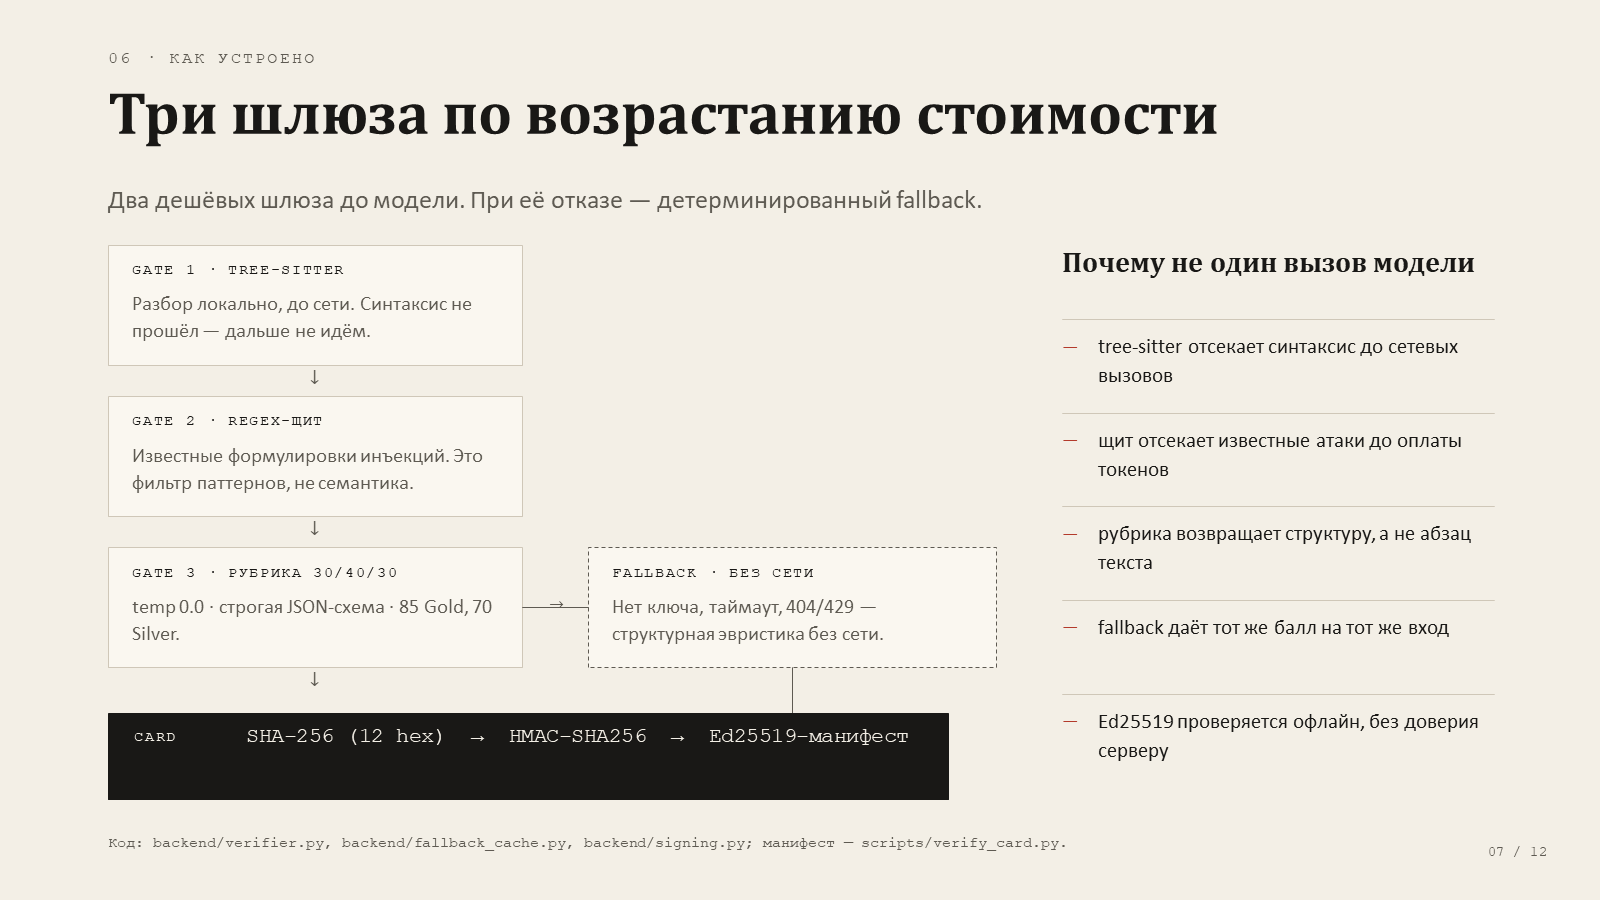 06 · КАК УСТРОЕНО
Три шлюза по возрастанию стоимости
Два дешёвых шлюза до модели. При её отказе — детерминированный fallback.
GATE 1 · TREE-SITTER
Разбор локально, до сети. Синтаксис не
прошёл — дальше не идём.
↓
GATE 2 · REGEX-ЩИТ
Известные формулировки инъекций. Это
фильтр паттернов, не семантика.
↓
GATE 3 · РУБРИКА 30/40/30
temp 0.0 · строгая JSON-схема · 85 Gold, 70
Silver.
→
FALLBACK · БЕЗ СЕТИ
Нет ключа, таймаут, 404/429 —
структурная эвристика без сети.
↓
CARD SHA-256 (12 hex) → HMAC-SHA256 → Ed25519-манифест
Почему не один вызов модели
— tree-sitter отсекает синтаксис до сетевых
вызовов
— щит отсекает известные атаки до оплаты
токенов
— рубрика возвращает структуру, а не абзац
текста
— fallback даёт тот же балл на тот же вход
— Ed25519 проверяется офлайн, без доверия
серверу
Код: backend/verifier.py, backend/fallback_cache.py, backend/signing.py; манифест — scripts/verify_card.py.
07 / 12